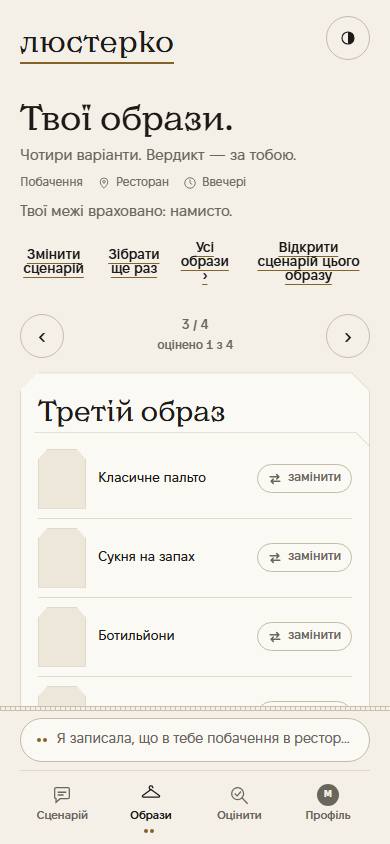 люстерко
Твої образи.
Чотири варіанти. Вердикт — за тобою.
Побачення Ресторан Ввечері
Твої межі враховано: намисто.
Змінити
сценарій
Зібрати
ще раз
Усі
образи
›
Відкрити
сценарій цього
образу
‹
3 / 4
оцінено 1 з 4
›
Третій образ
Класичне пальто замінити
Сукня на запах замінити
Ботильйони замінити
Я записала, що в тебе побачення в рестор...
М
Сценарій Образи Оцінити Профіль